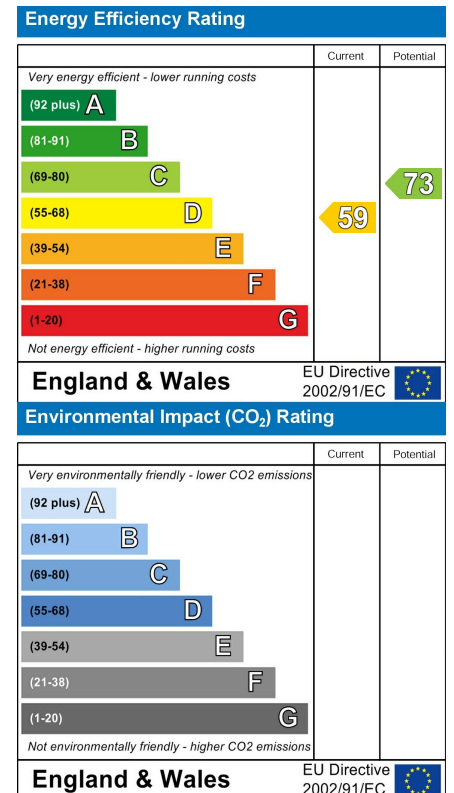 Energy Efficiency Rating
Current Potential
Very energy efficient - lower running costs
(92 plus) A
(81-91) B
(69-80) C
73
(55-68) D
59
(39-54) E
(21-38) F
(1-20) G
Not energy efficient - higher running costs
England & Wales
EU Directive
2002/91/EC
Environmental Impact (CO₂) Rating
Current Potential
Very environmentally friendly - lower CO2 emissions
(92 plus) A
(81-91) B
(69-80) C
(55-68) D
(39-54) E
(21-38) F
(1-20) G
Not environmentally friendly - higher CO2 emissions
England & Wales
EU Directive
2002/91/EC